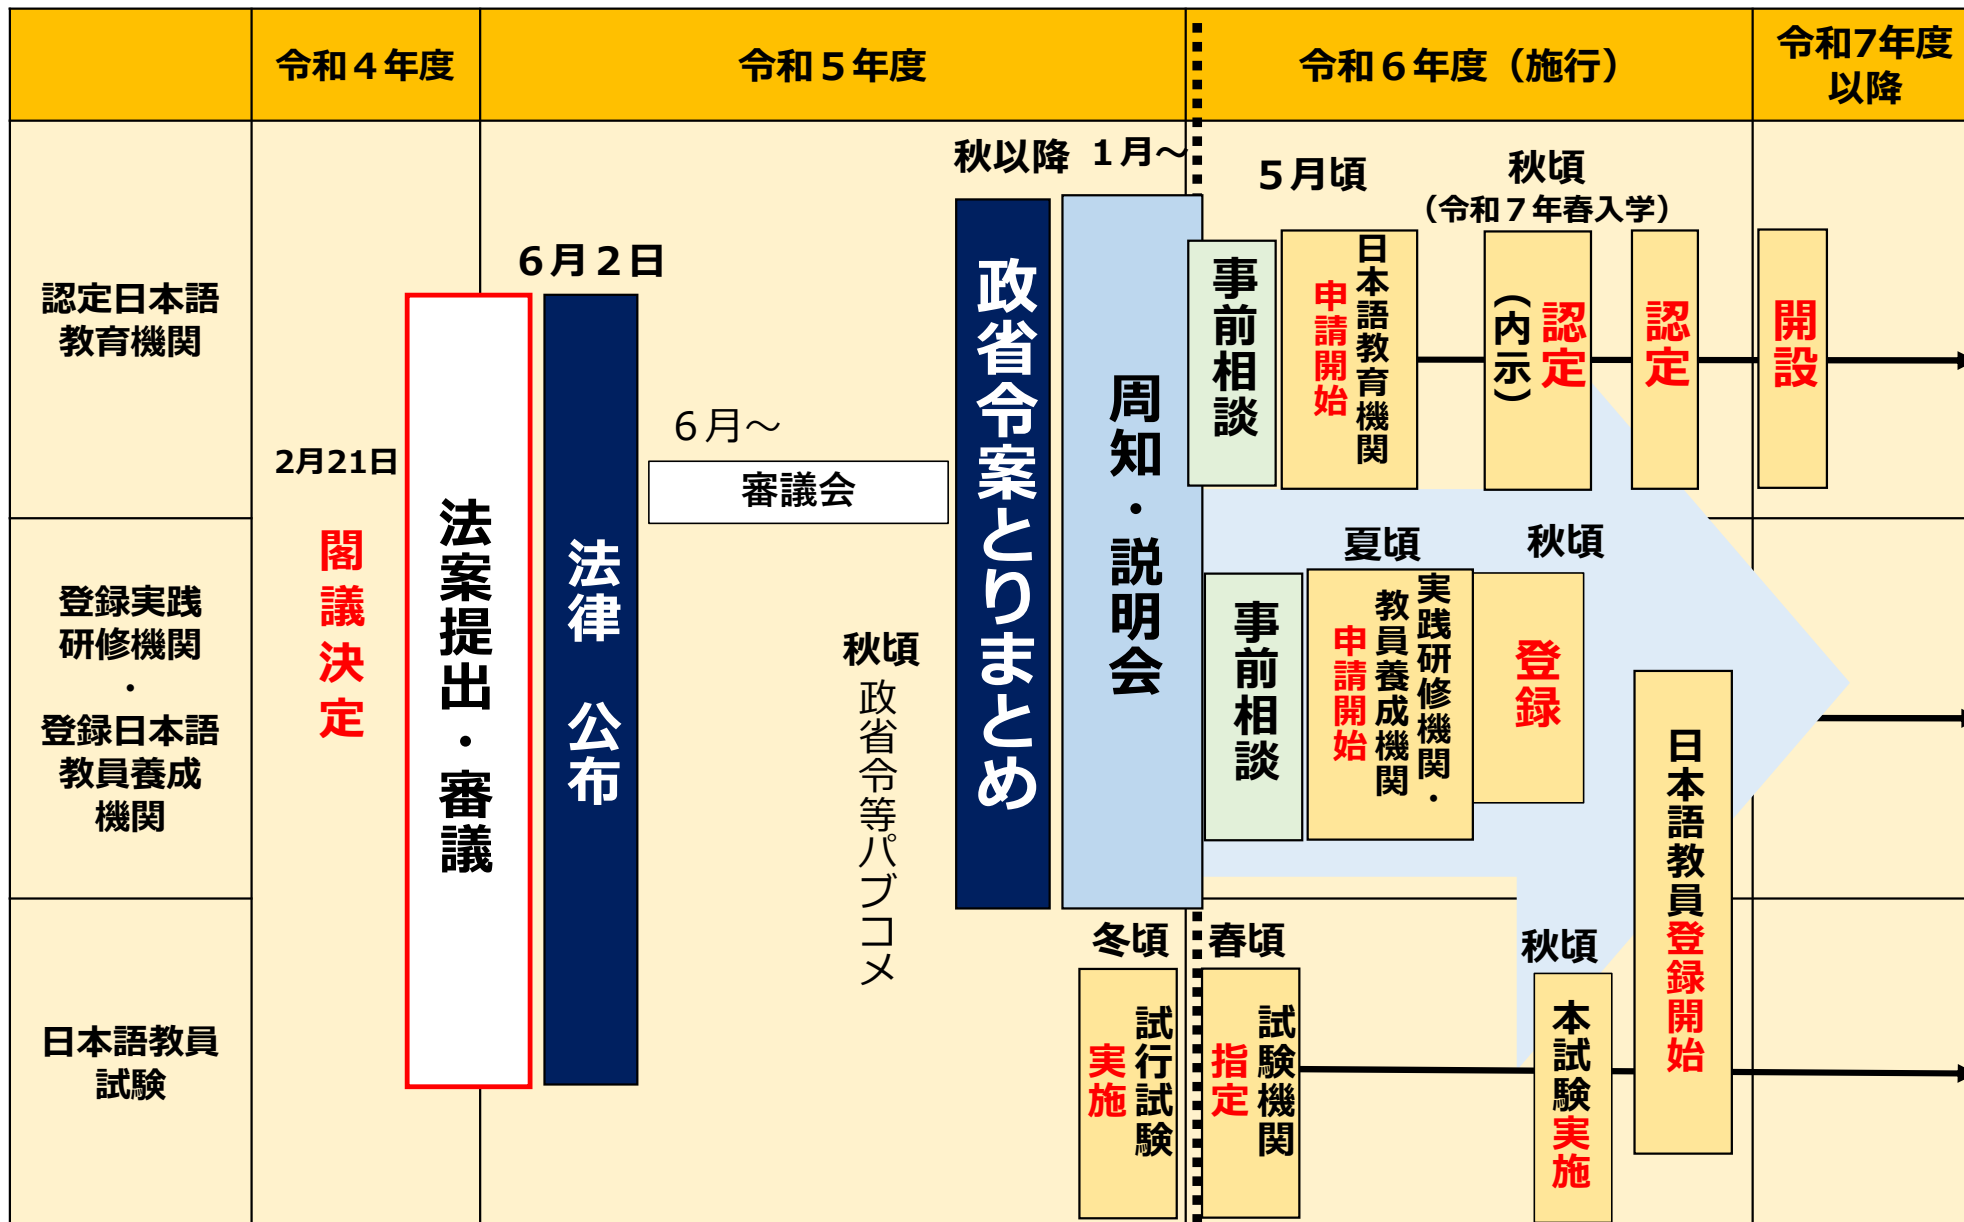 令和４年度
令和５年度
令和６年度（施行）
令和7年度
以降
認定日本語
教育機関
登録実践
研修機関
・
登録日本語
教員養成
機関
日本語教員
試験
2月21日
閣議決定
法案提出・審議
６月２日
法律　公布
６月～
審議会
秋頃
政省令等パブコメ
秋以降
政省令案とりまとめ
１月～
周知・説明会
事前相談
５月頃
日本語教育機関
申請開始
秋頃
（令和７年春入学）
認定
（内示）
認定
開設
事前相談
夏頃
実践研修機関・
教員養成機関
申請開始
秋頃
登録
冬頃
試行試験
実施
春頃
試験機関
指定
秋頃
本試験実施
日本語教員登録開始